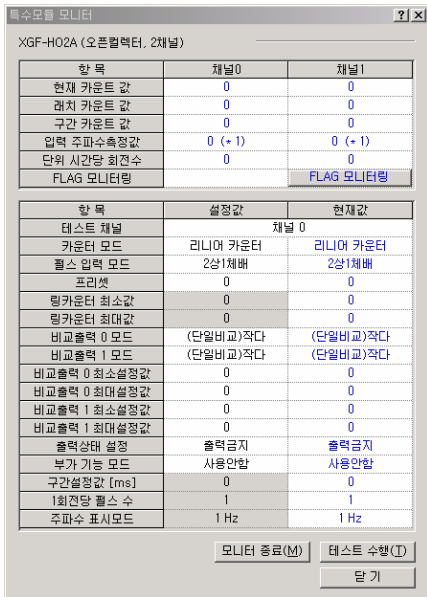 특수모듈 모니터
XGF-HO2A (오픈컬렉터, 2채널)
항 목 채널0 채널1
현재 카운트 값 0 0
래치 카운트 값 0 0
구간 카운트 값 0 0
입력 주파수측정값 0 (* 1) 0 (* 1)
단위 시간당 회전수 0 0
FLAG 모니터링 FLAG 모니터링
항 목 설정값 현재값
테스트 채널 채널 0
카운터 모드 리니어 카운터 리니어 카운터
펄스 입력 모드 2상1체배 2상1체배
프리셋 0 0
링카운터 최소값 0 0
링카운터 최대값 0 0
비교출력 0 모드 (단일비교)작다 (단일비교)작다
비교출력 1 모드 (단일비교)작다 (단일비교)작다
비교출력 0 최소설정값 0 0
비교출력 0 최대설정값 0 0
비교출력 1 최소설정값 0 0
비교출력 1 최대설정값 0 0
출력상태 설정 출력금지 출력금지
부가 기능 모드 사용안함 사용안함
구간설정값 [ms] 0 0
1회전당 펄스 수 1 1
주파수 표시모드 1 Hz 1 Hz
모니터 종료(M) 테스트 수행(T)
닫 기